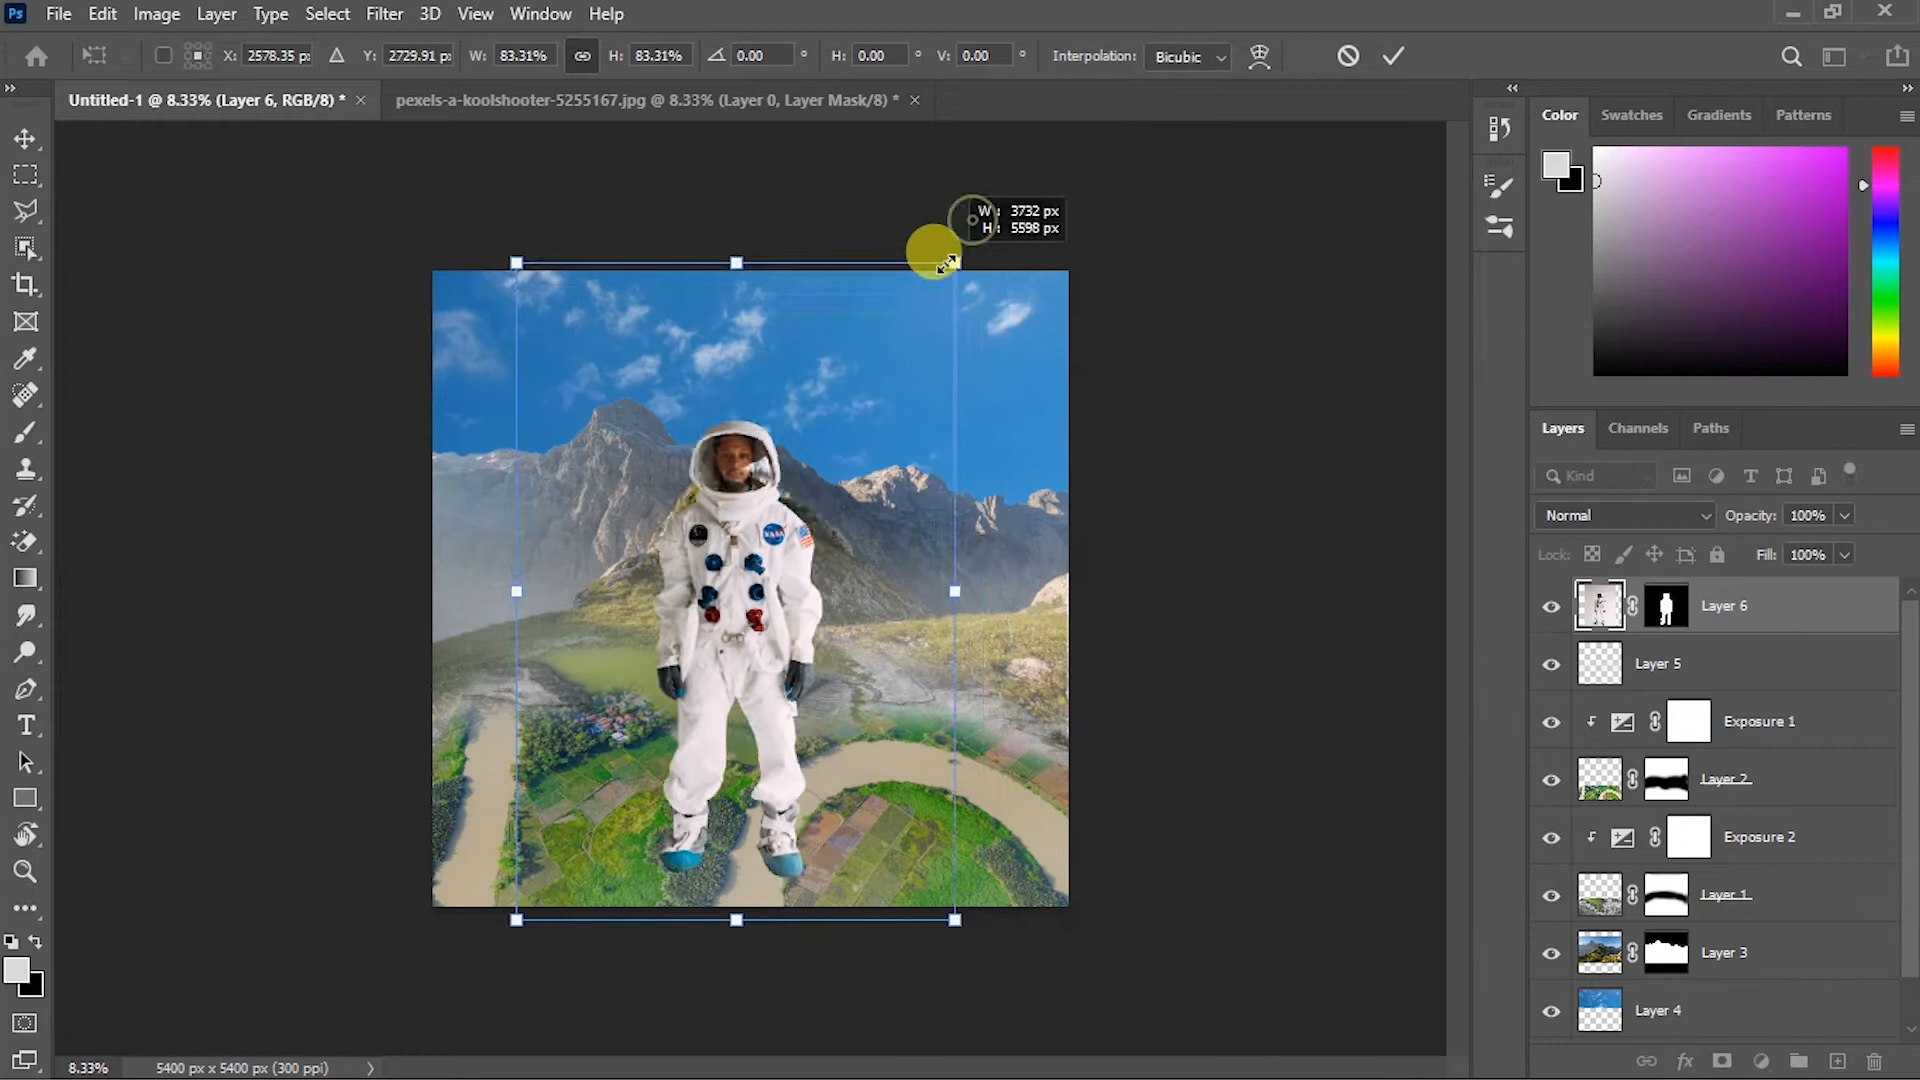 Ps File Edit Image Layer Type Select Filter 3D View Window Help
X: 2578.35 p: Y: 2729.91 p: W: 83.31% H: 83.31% 0.00 ° H: 0.00 ° V: 0.00 ° Interpolation: Bicubic
Untitled-1 @ 8.33% (Layer 6, RGB/8) * pexels-a-koolshooter-5255167.jpg @ 8.33% (Layer 0, Layer Mask/8) *
Color Swatches Gradients Patterns
W: 3732 px
H: 5598 px
NASA
Layers Channels Paths
Kind
Normal Opacity: 100%
Lock: Fill: 100%
Layer 6
Layer 5
Exposure 1
Layer 2
Exposure 2
Layer 1
Layer 3
Layer 4
8.33% 5400 px x 5400 px (300 ppi)